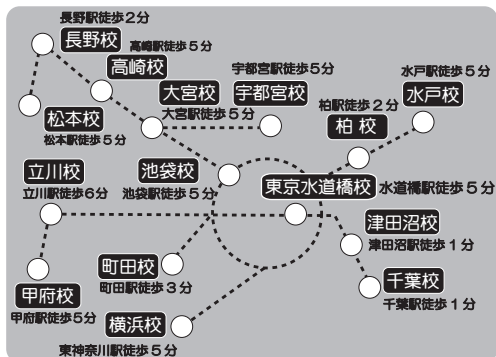 長野駅徒歩2分
長野校
高崎駅徒歩5分
高崎校
松本校
松本駅徒歩5分
大宮校
大宮駅徒歩5分
宇都宮駅徒歩5分
宇都宮校
水戸駅徒歩5分
水戸校
柏駅徒歩2分
柏校
池袋校
池袋駅徒歩5分
東京水道橋校
水道橋駅徒歩5分
立川校
立川駅徒歩6分
津田沼校
津田沼駅徒歩1分
千葉校
千葉駅徒歩1分
町田校
町田駅徒歩3分
甲府校
甲府駅徒歩5分
横浜校
東神奈川駅徒歩5分